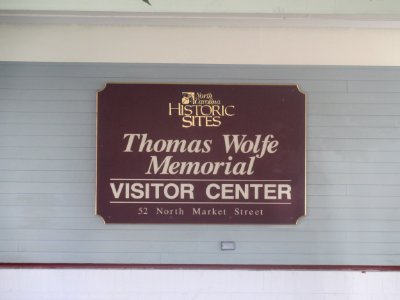 North
Carolina
HISTORIC
SITES
Thomas Wolfe
Memorial
VISITOR CENTER
52 North Market Street